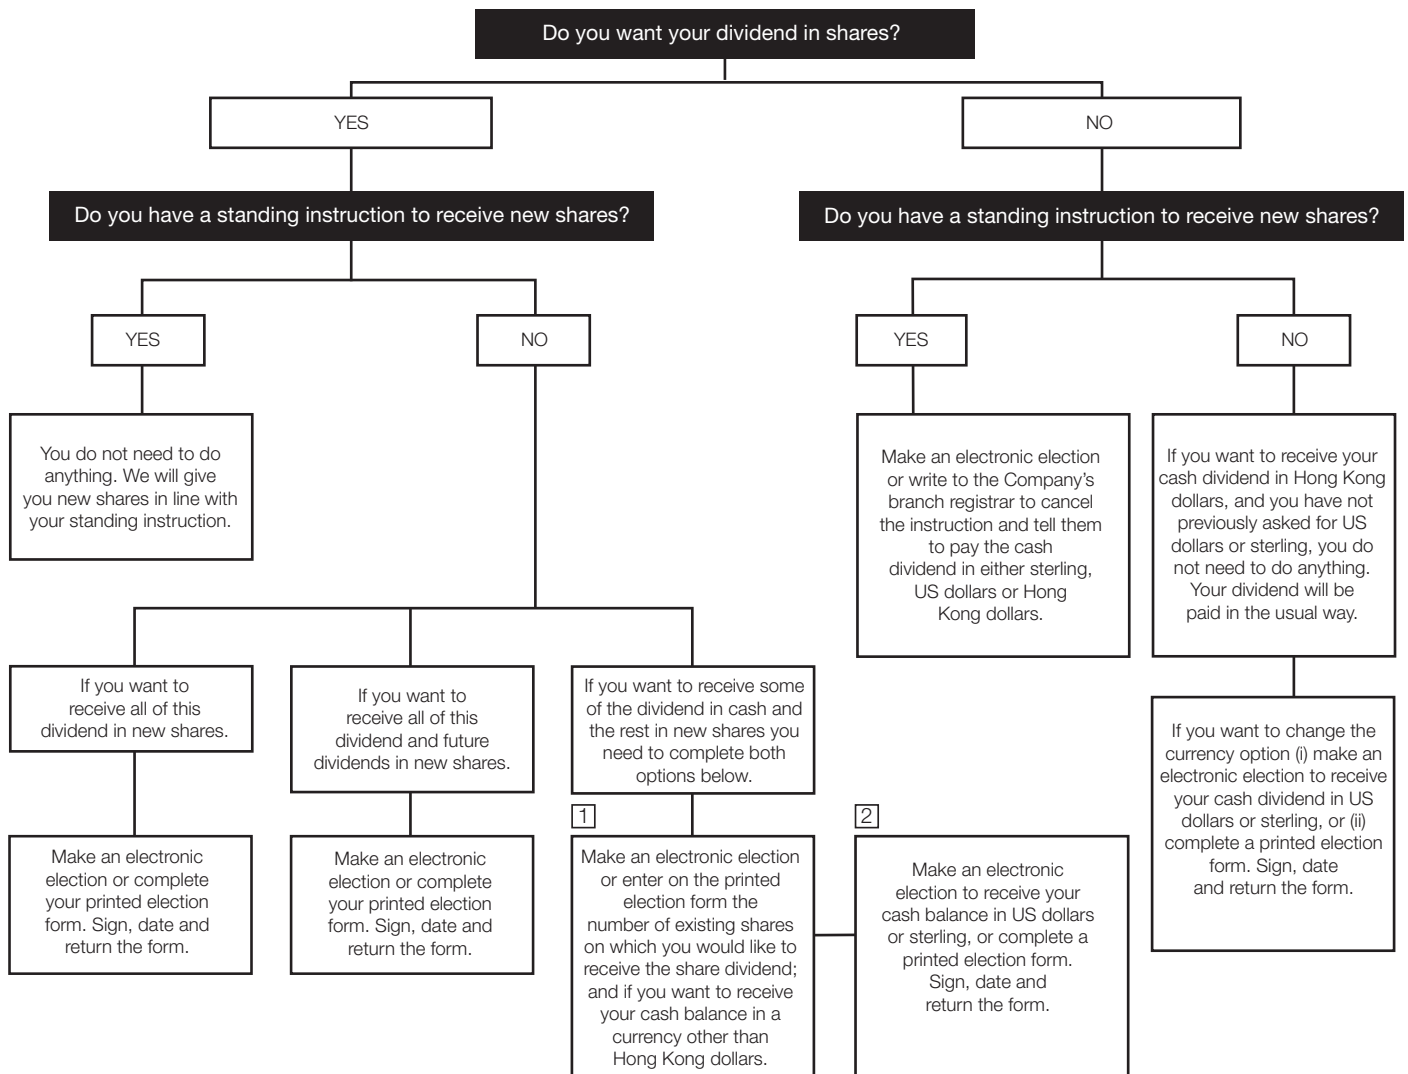 Do you want your dividend in shares?
YES
NO
Do you have a standing instruction to receive new shares?
Do you have a standing instruction to receive new shares?
YES
NO
YES
NO
You do not need to do
anything. We will give
you new shares in line with
your standing instruction.
Make an electronic election
or write to the Company's
branch registrar to cancel
the instruction and tell them
to pay the cash
dividend in either sterling,
US dollars or Hong
Kong dollars.
If you want to receive your
cash dividend in Hong Kong
dollars, and you have not
previously asked for US
dollars or sterling, you do
not need to do anything.
Your dividend will be
paid in the usual way.
If you want to
receive all of this
dividend in new shares.
If you want to
receive all of this
dividend and future
dividends in new shares.
If you want to receive some
of the dividend in cash and
the rest in new shares you
need to complete both
options below.
If you want to change the
currency option (i) make an
electronic election to receive
your cash dividend in US
dollars or sterling, or (ii)
complete a printed election
form. Sign, date
and return the form.
Make an electronic
election or complete
your printed election
form. Sign, date and
return the form.
Make an electronic
election or complete
your printed election
form. Sign, date and
return the form.
1
Make an electronic election
or enter on the printed
election form the
number of existing shares
on which you would like to
receive the share dividend;
and if you want to receive
your cash balance in a
currency other than
Hong Kong dollars.
2
Make an electronic
election to receive your
cash balance in US dollars
or sterling, or complete a
printed election form.
Sign, date and
return the form.